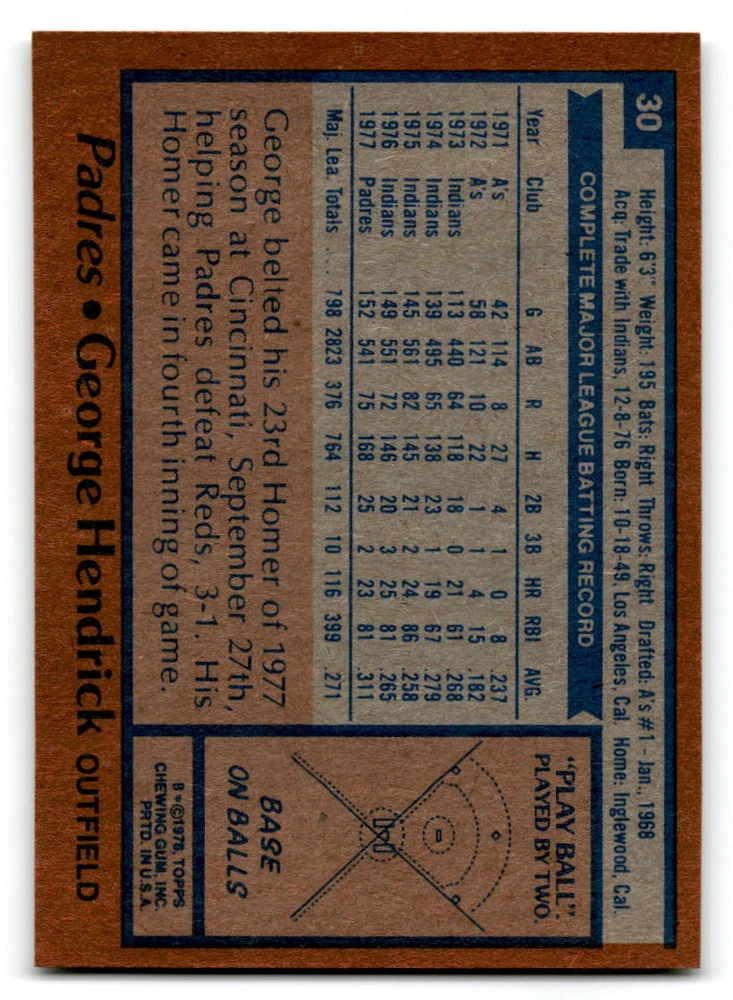 30
Height: 6'3" Weight: 195 Bats: Right Throws: Right Drafted: A's #1 - Jan., 1968
Acq: Trade with Indians, 12-8-76 Born: 10-18-49, Los Angeles, Cal. Home: Inglewood, Cal.
COMPLETE MAJOR LEAGUE BATTING RECORD
Year Club G AB R H 2B 3B HR RBI AVG.
1971 A's 42 114 8 27 4 1 0 8 .237
1972 A's 58 121 10 22 1 1 4 15 .182
1973 Indians 113 440 64 118 18 0 21 61 .268
1974 Indians 139 495 65 138 23 1 19 67 .279
1975 Indians 145 561 82 145 21 2 24 86 .258
1976 Indians 149 551 72 146 20 3 25 81 .265
1977 Padres 152 541 75 168 25 2 23 81 .311
Maj. Lea. Totals .... 798 2823 376 764 112 10 116 399 .271
George belted his 23rd Homer of 1977
season at Cincinnati, September 27th,
helping Padres defeat Reds, 3-1. His
Homer came in fourth inning of game.
"PLAY BALL"
PLAYED BY TWO.
BASE
ON BALLS
Padres • George Hendrick OUTFIELD
B*©1978 TOPPS
CHEWING GUM, INC.
PRTD. IN U.S.A.